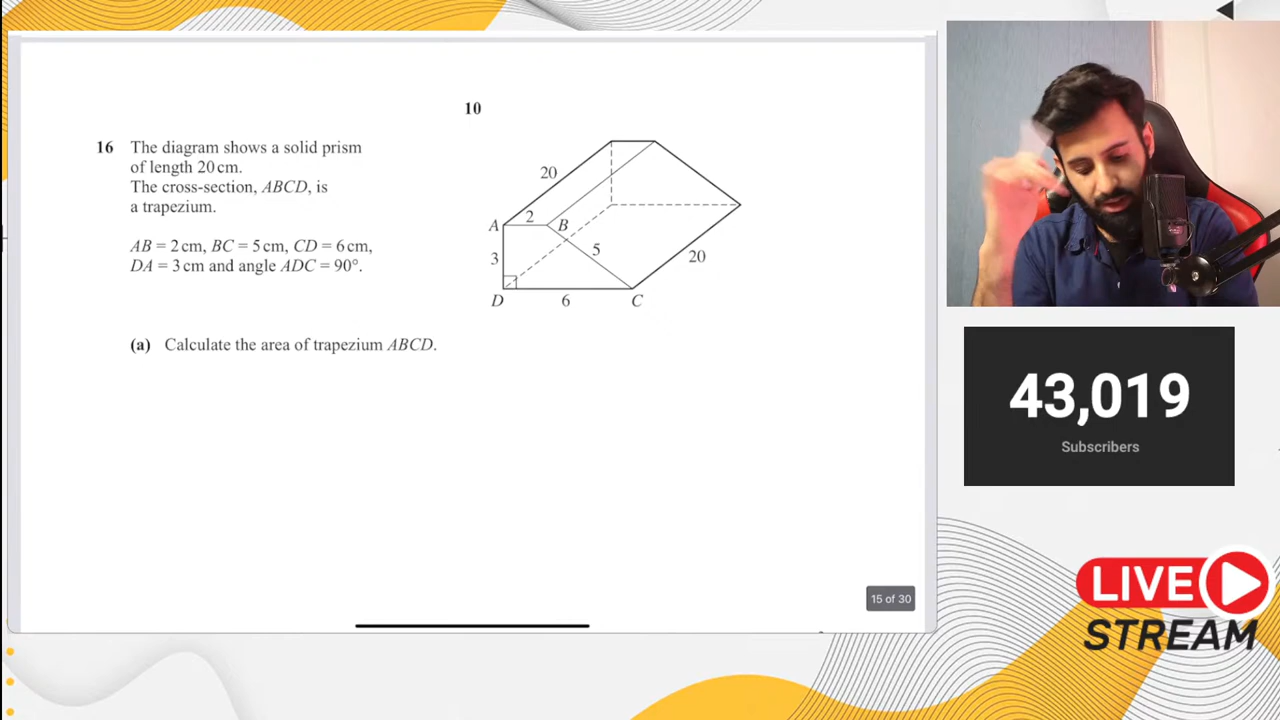 10
16 The diagram shows a solid prism
of length 20 cm.
The cross-section, ABCD, is
a trapezium.
AB = 2 cm, BC = 5 cm, CD = 6 cm,
DA = 3 cm and angle ADC = 90°.
20
A 2 B
3 5 20
D 6 C
(a) Calculate the area of trapezium ABCD.
15 of 30
43,019
Subscribers
LIVE
STREAM